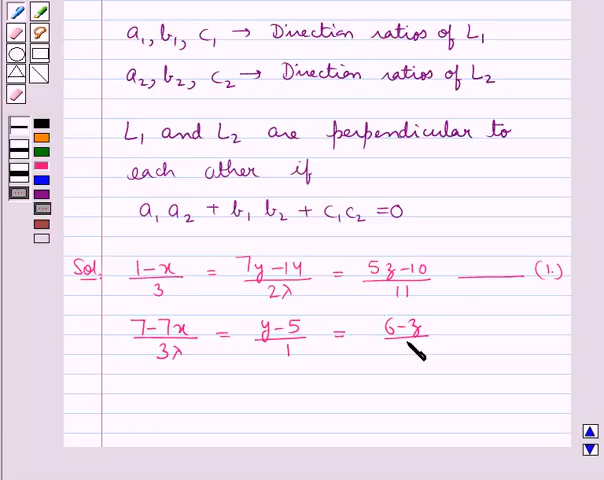 a₁, b₁, c₁ → Direction ratios of L₁
a₂, b₂, c₂ → Direction ratios of L₂
L₁ and L₂ are perpendicular to
each other if
a₁ a₂ + b₁ b₂ + c₁ c₂ = 0
Sol. (1-x)/3 = (7y-14)/2λ = (5z-10)/11 ——— (1.)
(7-7x)/3λ = (y-5)/1 = 6-z